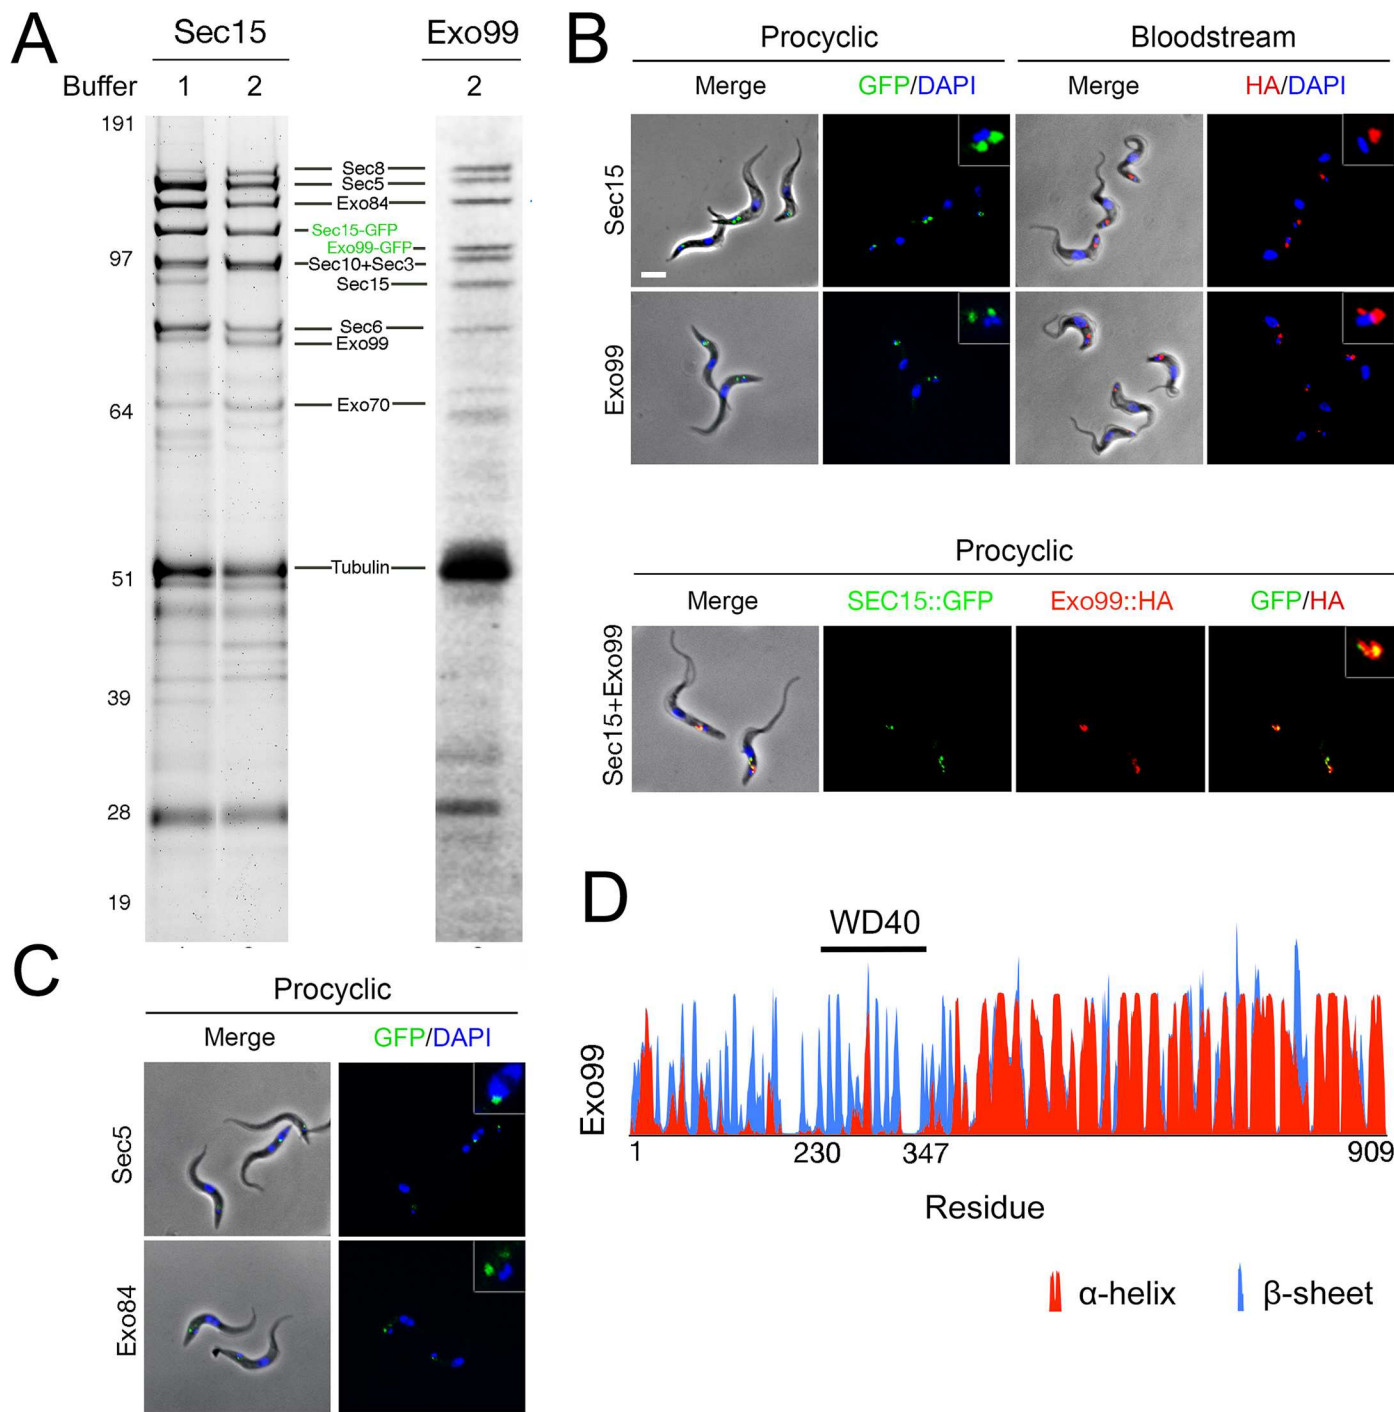 A
Sec15
Exo99
Buffer
1
2
2
191
97
64
51
39
28
19
Sec8
Sec5
Exo84
Sec15-GFP
Exo99-GFP
Sec10+Sec3
Sec15
Sec6
Exo99
Exo70
Tubulin
B
Procyclic
Bloodstream
Merge
GFP/DAPI
Merge
HA/DAPI
Sec15
Exo99
Procyclic
Merge
SEC15::GFP
Exo99::HA
GFP/HA
Sec15+Exo99
C
Procyclic
Merge
GFP/DAPI
Sec5
Exo84
D
WD40
Exo99
1
230
347
909
Residue
α-helix
β-sheet